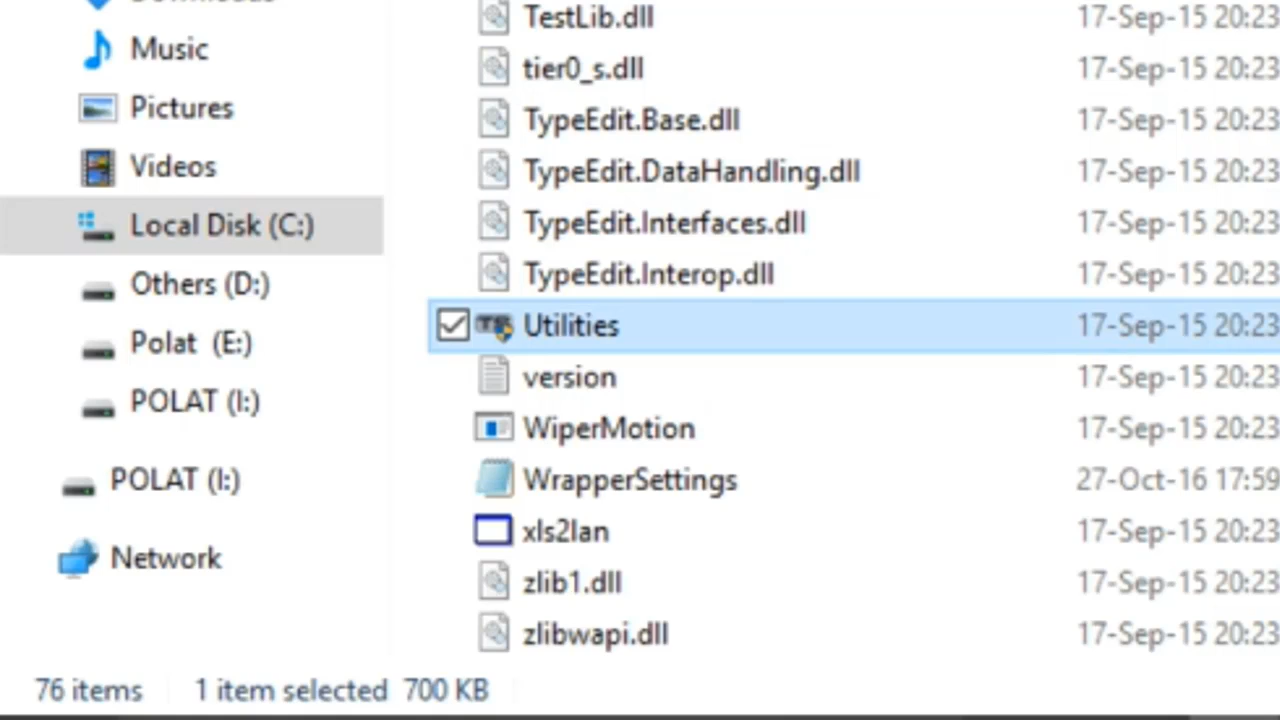 Downloads
Music
Pictures
Videos
Local Disk (C:)
Others (D:)
Polat (E:)
POLAT (I:)
POLAT (I:)
Network
TestLib.dll 17-Sep-15 20:23
tier0_s.dll 17-Sep-15 20:23
TypeEdit.Base.dll 17-Sep-15 20:23
TypeEdit.DataHandling.dll 17-Sep-15 20:23
TypeEdit.Interfaces.dll 17-Sep-15 20:23
TypeEdit.Interop.dll 17-Sep-15 20:23
Utilities 17-Sep-15 20:23
version 17-Sep-15 20:23
WiperMotion 17-Sep-15 20:23
WrapperSettings 27-Oct-16 17:59
xls2lan 17-Sep-15 20:23
zlib1.dll 17-Sep-15 20:23
zlibwapi.dll 17-Sep-15 20:23
76 items 1 item selected 700 KB